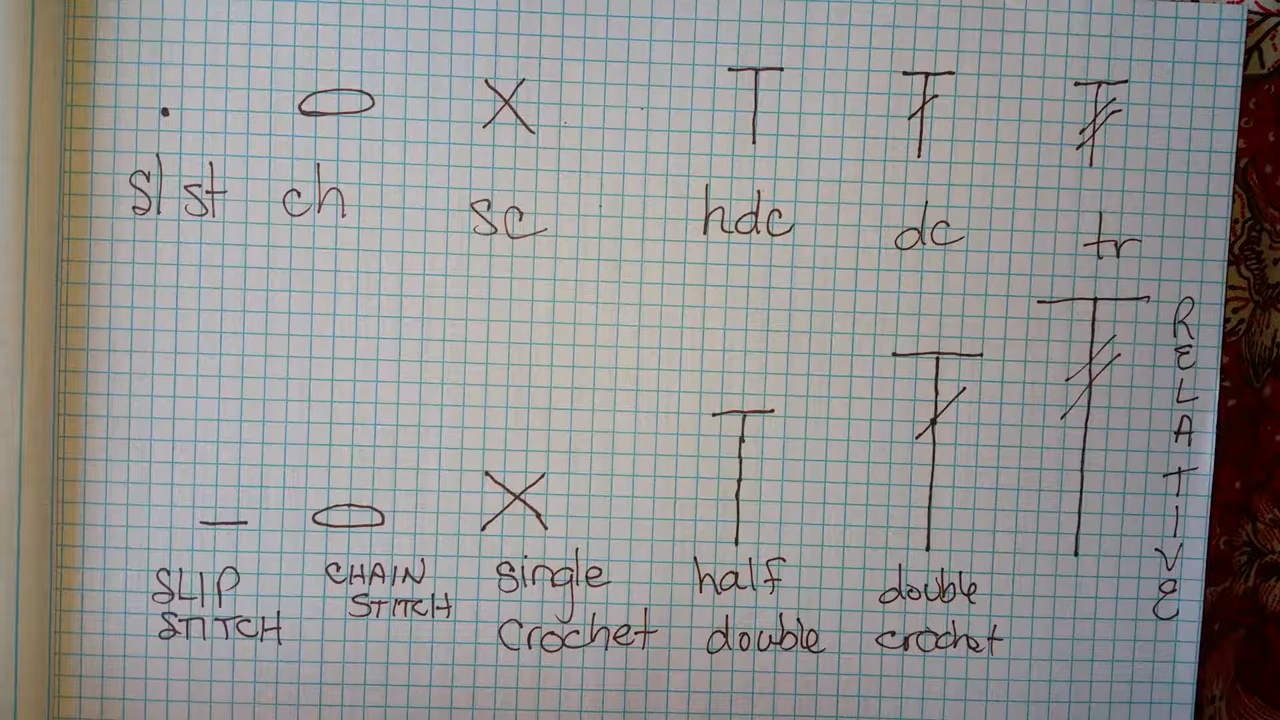 sl st ch sc hdc dc tr
RELATIVE
SLIP CHAIN single half double
STITCH STITCH crochet double crochet